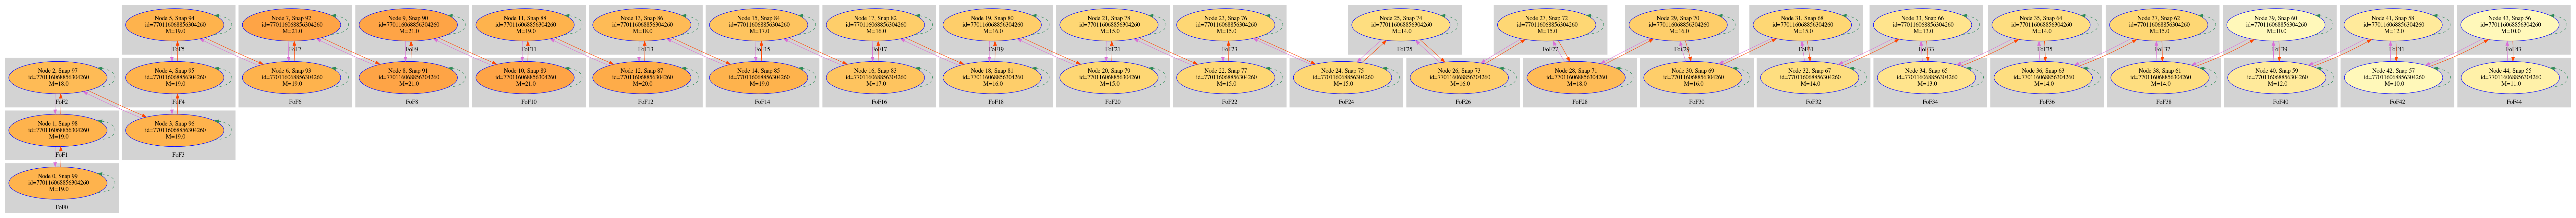 Node 5, Snap 94
id=770116068856304260
M=19.0
FoF5
Node 7, Snap 92
id=770116068856304260
M=21.0
FoF7
Node 9, Snap 90
id=770116068856304260
M=21.0
FoF9
Node 11, Snap 88
id=770116068856304260
M=19.0
FoF11
Node 13, Snap 86
id=770116068856304260
M=18.0
FoF13
Node 15, Snap 84
id=770116068856304260
M=17.0
FoF15
Node 17, Snap 82
id=770116068856304260
M=16.0
FoF17
Node 19, Snap 80
id=770116068856304260
M=16.0
FoF19
Node 21, Snap 78
id=770116068856304260
M=15.0
FoF21
Node 23, Snap 76
id=770116068856304260
M=15.0
FoF23
Node 25, Snap 74
id=770116068856304260
M=14.0
FoF25
Node 27, Snap 72
id=770116068856304260
M=15.0
FoF27
Node 29, Snap 70
id=770116068856304260
M=16.0
FoF29
Node 31, Snap 68
id=770116068856304260
M=15.0
FoF31
Node 33, Snap 66
id=770116068856304260
M=13.0
FoF33
Node 35, Snap 64
id=770116068856304260
M=14.0
FoF35
Node 37, Snap 62
id=770116068856304260
M=15.0
FoF37
Node 39, Snap 60
id=770116068856304260
M=10.0
FoF39
Node 41, Snap 58
id=770116068856304260
M=12.0
FoF41
Node 43, Snap 56
id=770116068856304260
M=10.0
FoF43
Node 2, Snap 97
id=770116068856304260
M=18.0
FoF2
Node 4, Snap 95
id=770116068856304260
M=19.0
FoF4
Node 6, Snap 93
id=770116068856304260
M=19.0
FoF6
Node 8, Snap 91
id=770116068856304260
M=21.0
FoF8
Node 10, Snap 89
id=770116068856304260
M=21.0
FoF10
Node 12, Snap 87
id=770116068856304260
M=20.0
FoF12
Node 14, Snap 85
id=770116068856304260
M=19.0
FoF14
Node 16, Snap 83
id=770116068856304260
M=17.0
FoF16
Node 18, Snap 81
id=770116068856304260
M=16.0
FoF18
Node 20, Snap 79
id=770116068856304260
M=15.0
FoF20
Node 22, Snap 77
id=770116068856304260
M=15.0
FoF22
Node 24, Snap 75
id=770116068856304260
M=15.0
FoF24
Node 26, Snap 73
id=770116068856304260
M=16.0
FoF26
Node 28, Snap 71
id=770116068856304260
M=18.0
FoF28
Node 30, Snap 69
id=770116068856304260
M=16.0
FoF30
Node 32, Snap 67
id=770116068856304260
M=14.0
FoF32
Node 34, Snap 65
id=770116068856304260
M=13.0
FoF34
Node 36, Snap 63
id=770116068856304260
M=14.0
FoF36
Node 38, Snap 61
id=770116068856304260
M=14.0
FoF38
Node 40, Snap 59
id=770116068856304260
M=12.0
FoF40
Node 42, Snap 57
id=770116068856304260
M=10.0
FoF42
Node 44, Snap 55
id=770116068856304260
M=11.0
FoF44
Node 1, Snap 98
id=770116068856304260
M=19.0
FoF1
Node 3, Snap 96
id=770116068856304260
M=19.0
FoF3
Node 0, Snap 99
id=770116068856304260
M=19.0
FoF0